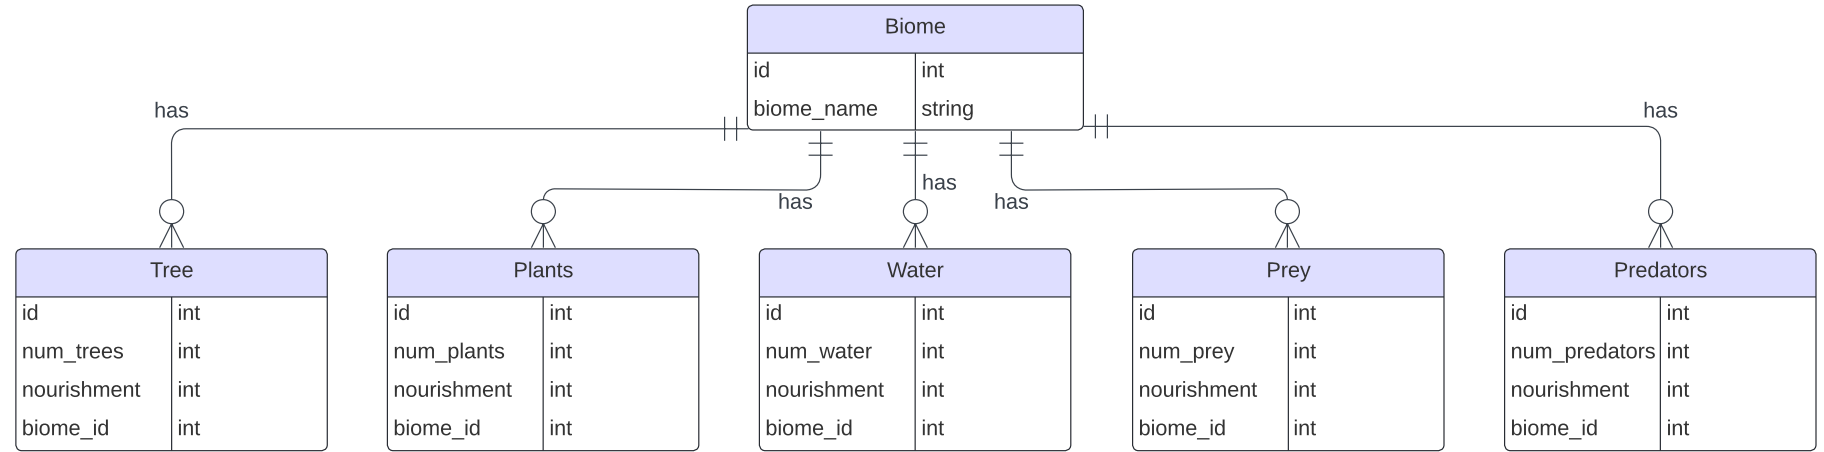 Biome
id int
biome_name string
has
has
has
has
has
Tree
id int
num_trees int
nourishment int
biome_id int
Plants
id int
num_plants int
nourishment int
biome_id int
Water
id int
num_water int
nourishment int
biome_id int
Prey
id int
num_prey int
nourishment int
biome_id int
Predators
id int
num_predators int
nourishment int
biome_id int